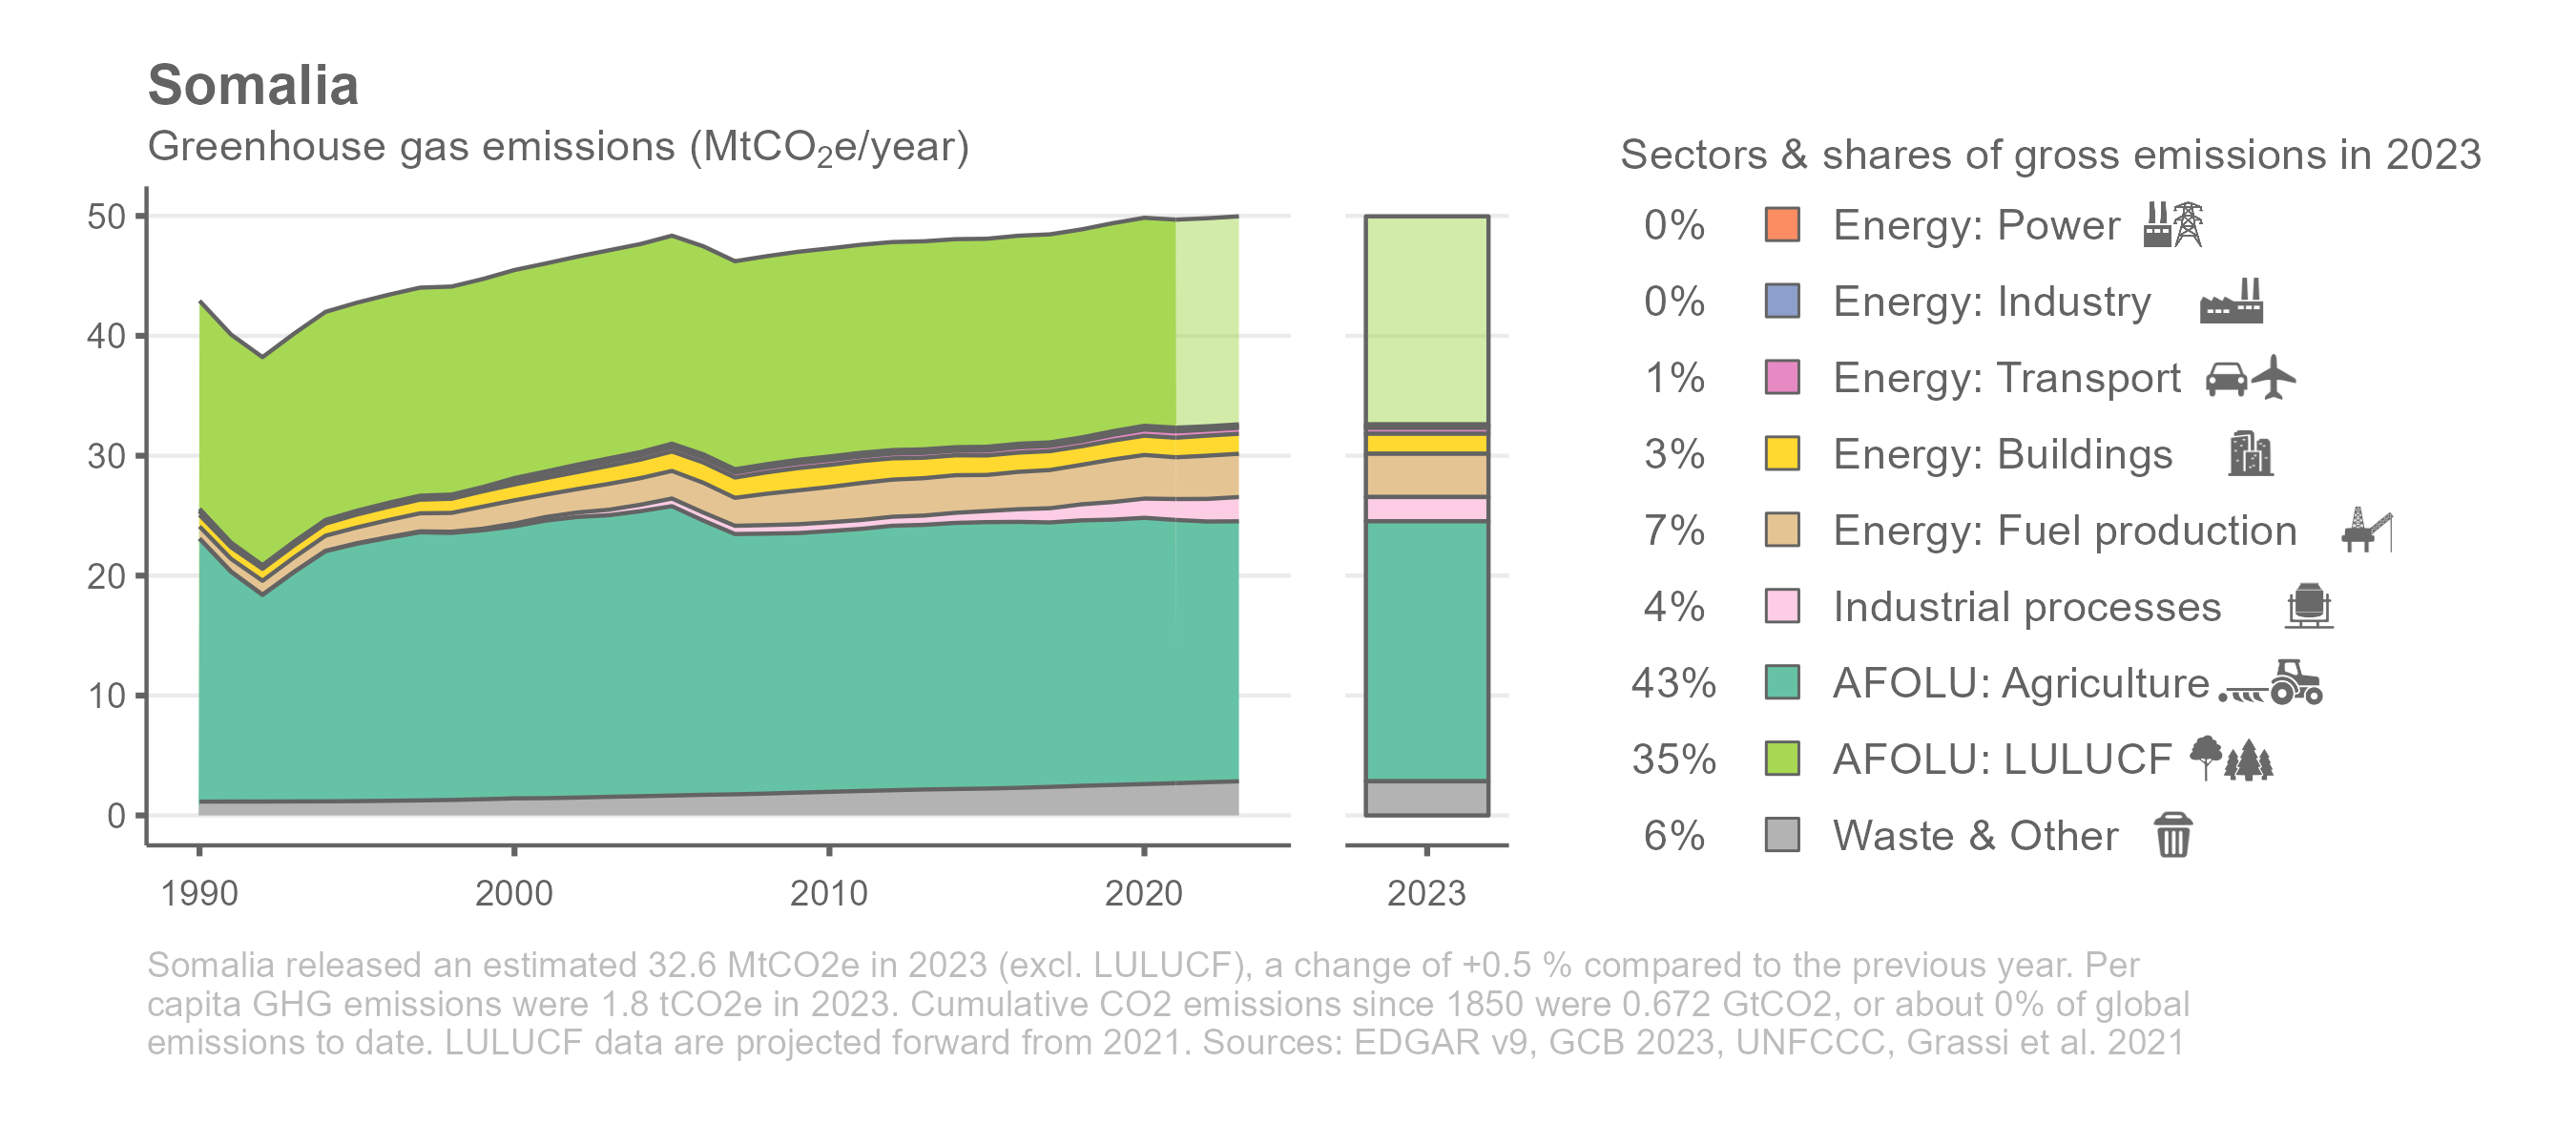 Somalia
Greenhouse gas emissions (MtCO₂e/year)
50
40
30
20
10
0
1990 2000 2010 2020
2023
Sectors & shares of gross emissions in 2023
0% Energy: Power
0% Energy: Industry
1% Energy: Transport
3% Energy: Buildings
7% Energy: Fuel production
4% Industrial processes
43% AFOLU: Agriculture
35% AFOLU: LULUCF
6% Waste & Other
Somalia released an estimated 32.6 MtCO2e in 2023 (excl. LULUCF), a change of +0.5 % compared to the previous year. Per
capita GHG emissions were 1.8 tCO2e in 2023. Cumulative CO2 emissions since 1850 were 0.672 GtCO2, or about 0% of global
emissions to date. LULUCF data are projected forward from 2021. Sources: EDGAR v9, GCB 2023, UNFCCC, Grassi et al. 2021